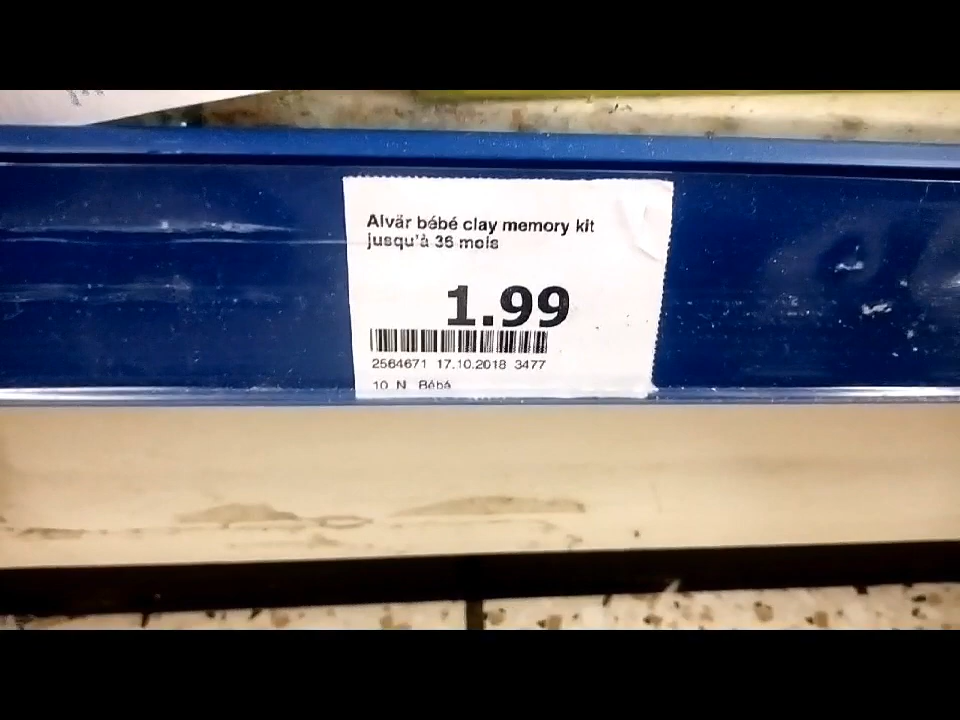 Alvär bébé clay memory kit
jusqu'à 36 mois
1.99
2564671 17.10.2018 3477
10 N Bébé